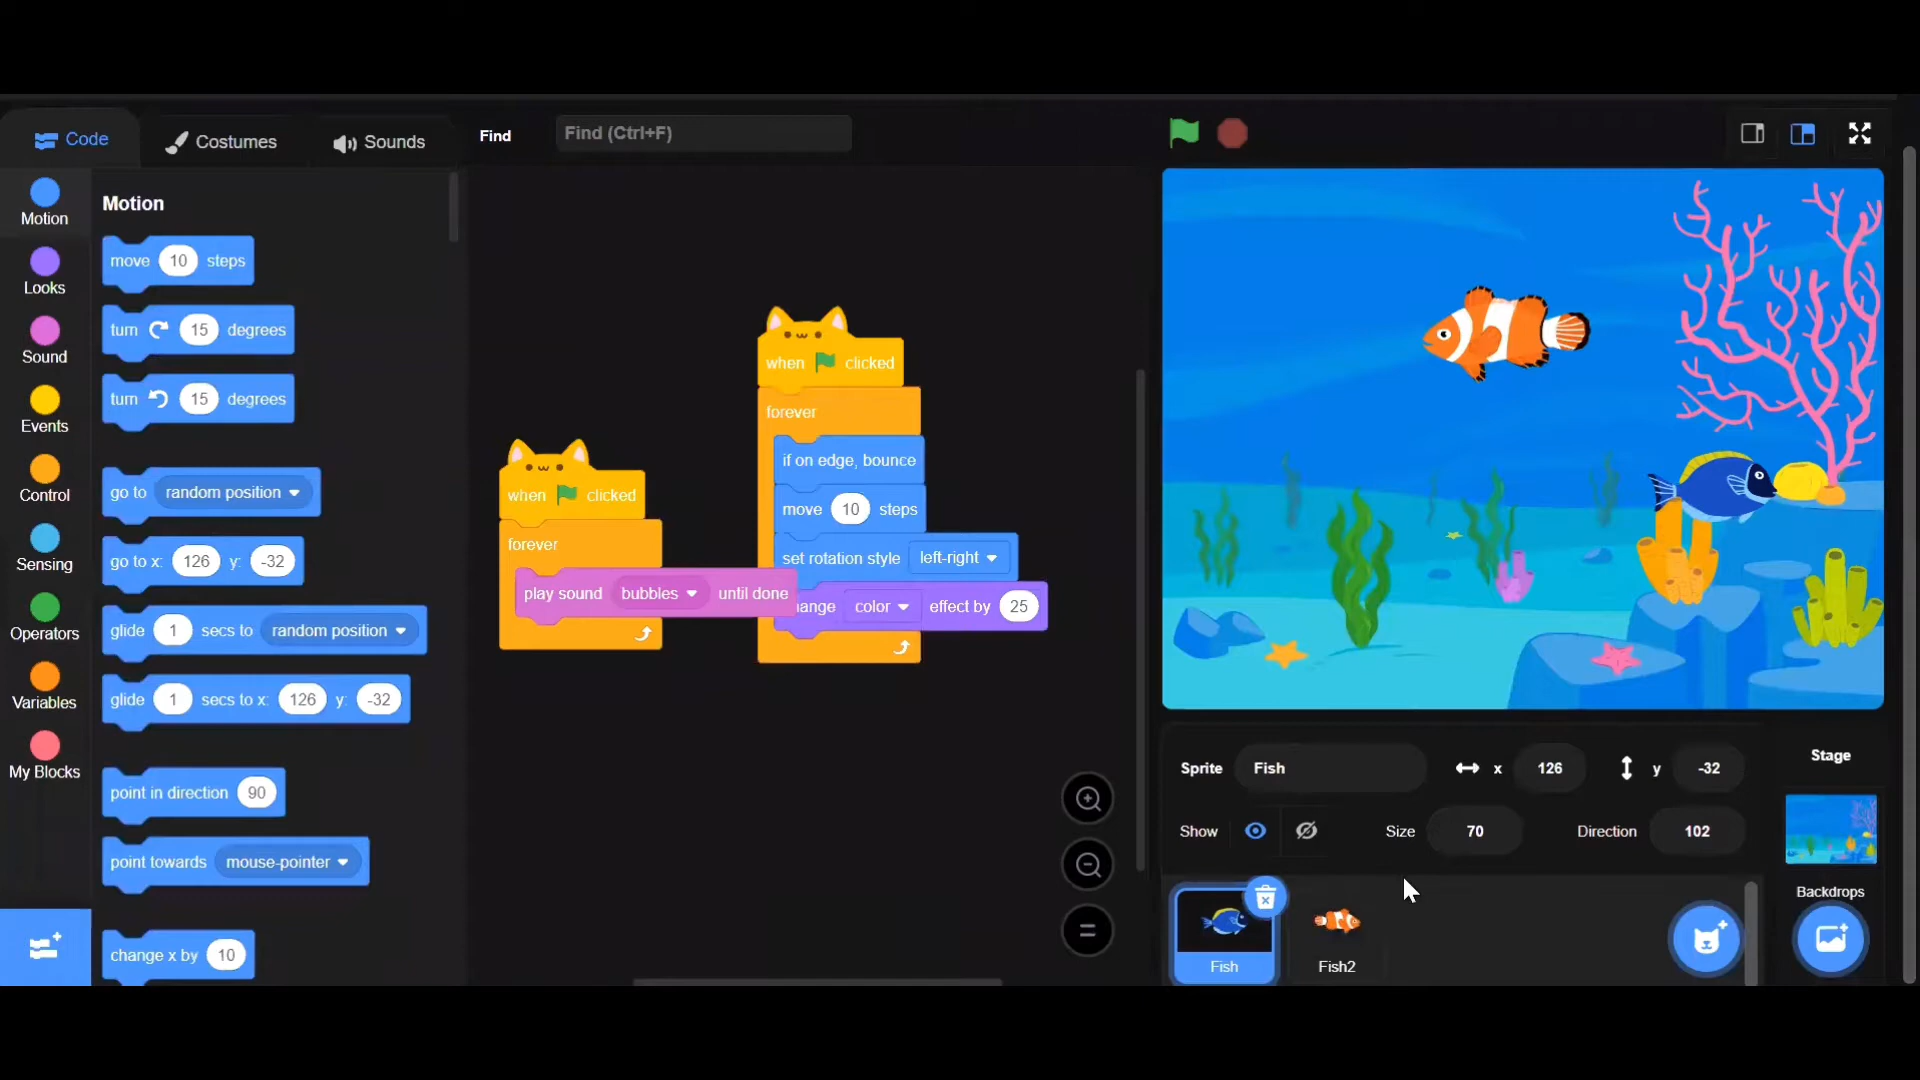 Code
Costumes
Sounds
Find
Find (Ctrl+F)
Motion
Looks
Sound
Events
Control
Sensing
Operators
Variables
My Blocks
Motion
move 10 steps
turn 15 degrees
turn 15 degrees
go to random position
go to x: 126 y: -32
glide 1 secs to random position
glide 1 secs to x: 126 y: -32
point in direction 90
point towards mouse-pointer
change x by 10
when clicked
forever
play sound bubbles until done
when clicked
forever
if on edge, bounce
move 10 steps
set rotation style left-right
color effect by 25
Sprite Fish x 126 y -32
Show Size 70 Direction 102
Fish
Fish2
Stage
Backdrops